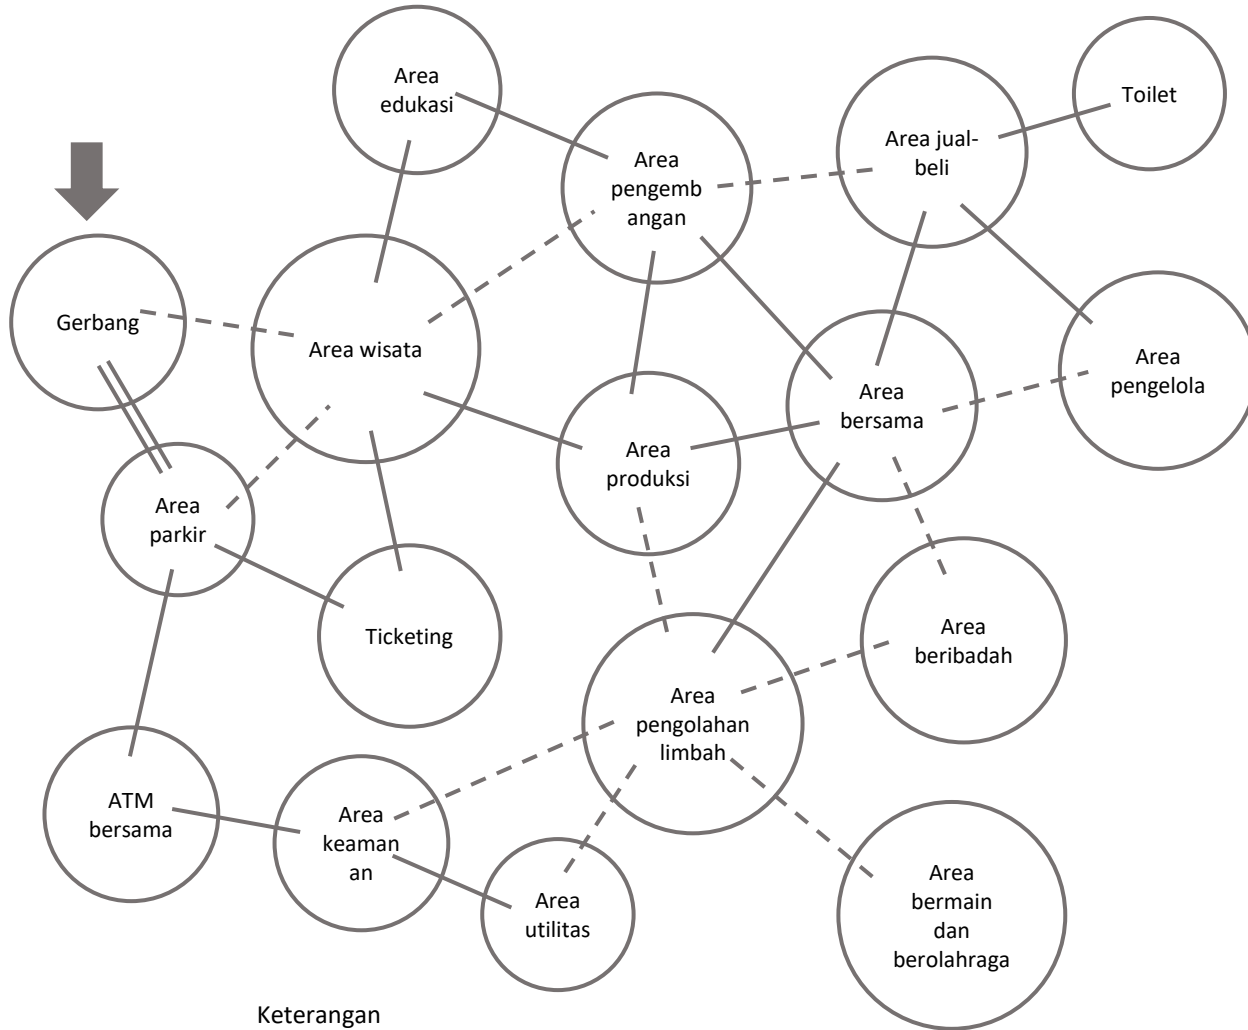 Area
edukasi
Area
pengemb
angan
Area jual-
beli
Toilet
Gerbang
Area wisata
Area
pengelola
Area
bersama
Area
produksi
Area
parkir
Ticketing
Area
beribadah
Area
pengolahan
limbah
ATM
bersama
Area
keaman
an
Area
utilitas
Area
bermain
dan
berolahraga
Keterangan